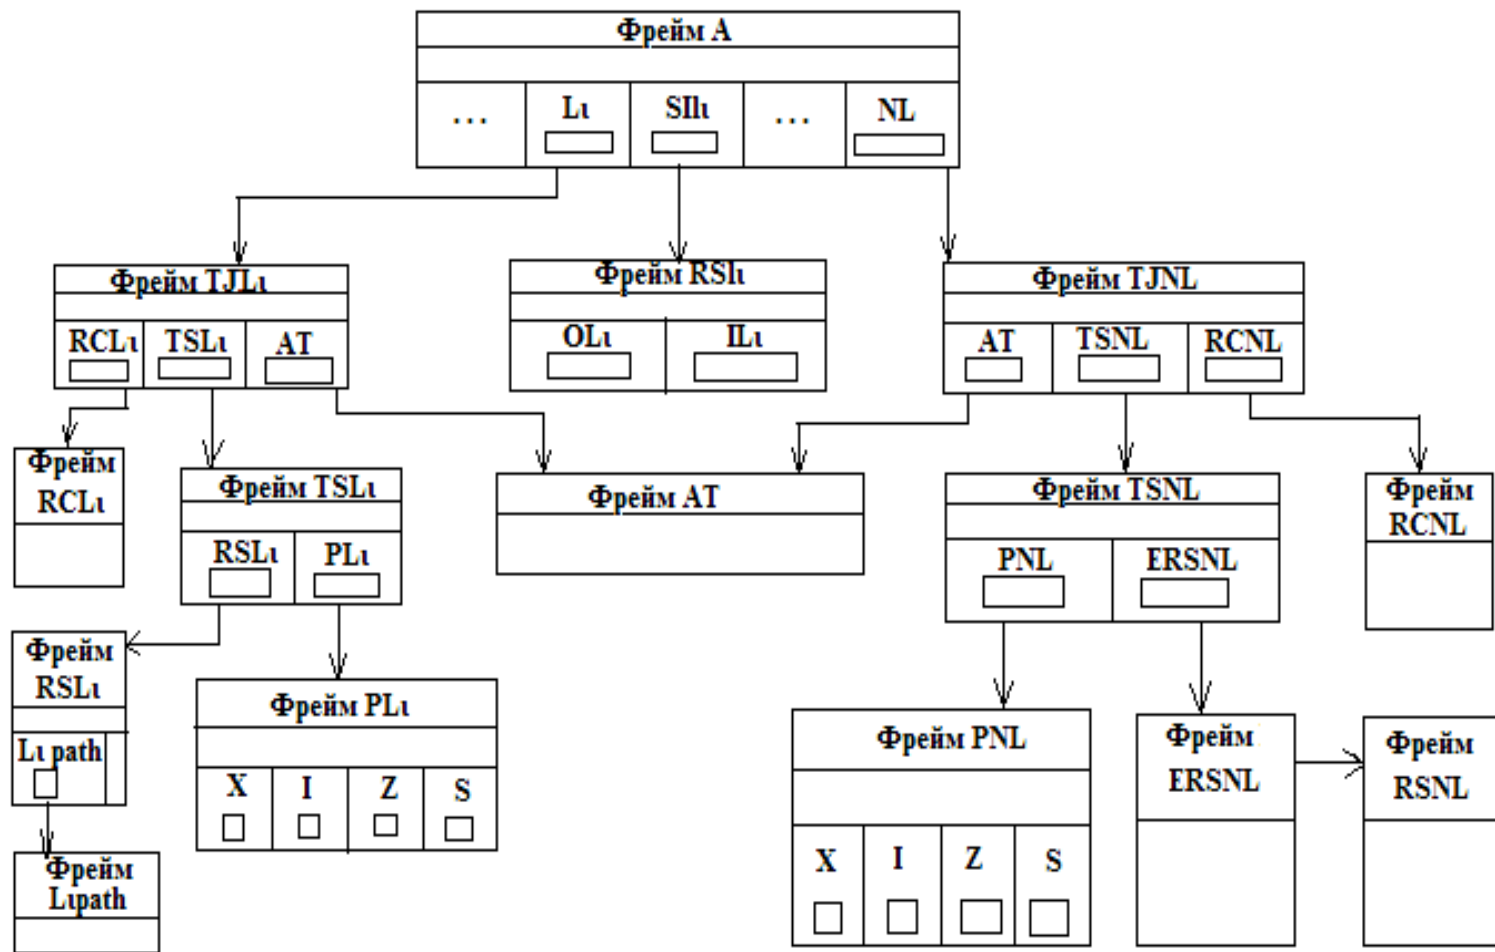 Фрейм A
... Lι SIlι ... NL
Фрейм TJLι
Фрейм RSlι
Фрейм TJNL
RCLι TSLι AT
OLι ILι
AT TSNL RCNL
Фрейм
RCLι
Фрейм TSLι
Фрейм AT
Фрейм TSNL
Фрейм
RCNL
RSLι PLι
PNL ERSNL
Фрейм
RSLι
Lι path
Фрейм PLι
X I Z S
Фрейм PNL
X I Z S
Фрейм
ERSNL
Фрейм
RSNL
Фрейм
Lιpath